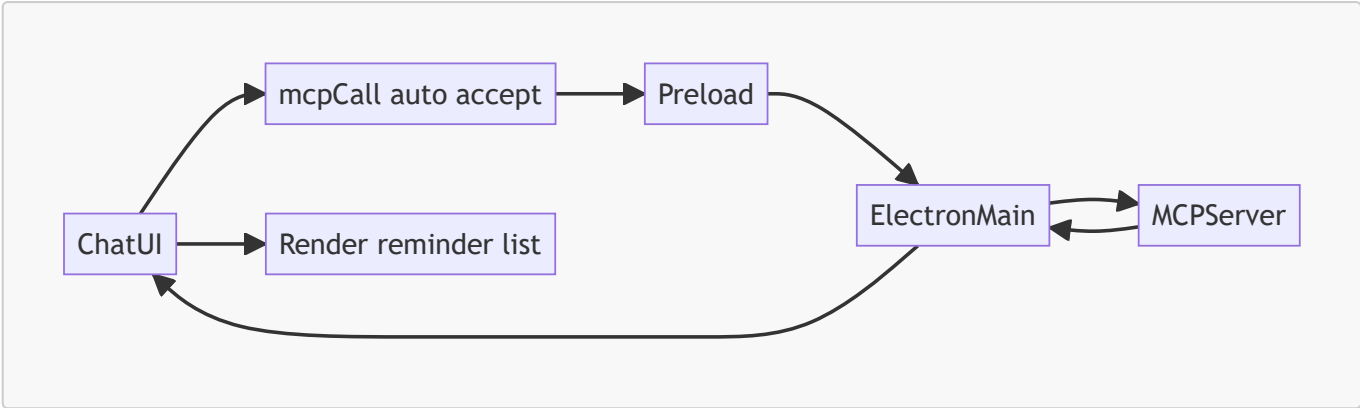 mcpCall auto accept
Preload
ElectronMain
MCPServer
ChatUI
Render reminder list